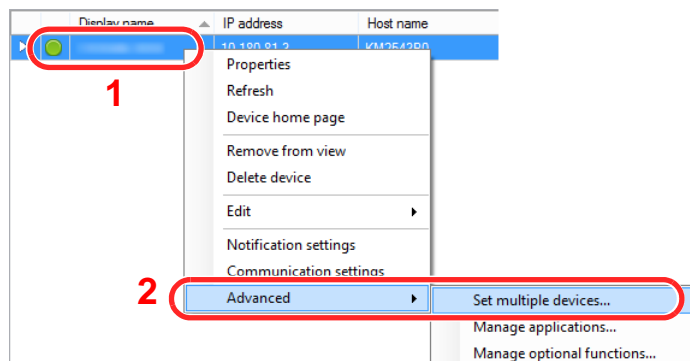 Display name IP address Host name
10.180.81.2 KM2542B0
1
Properties
Refresh
Device home page
Remove from view
Delete device
Edit
Notification settings
Communication settings
2
Advanced Set multiple devices...
Manage applications...
Manage optional functions...